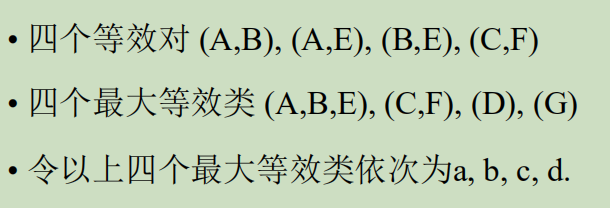 • 四个等效对 (A,B), (A,E), (B,E), (C,F)
• 四个最大等效类 (A,B,E), (C,F), (D), (G)
• 令以上四个最大等效类依次为a, b, c, d.